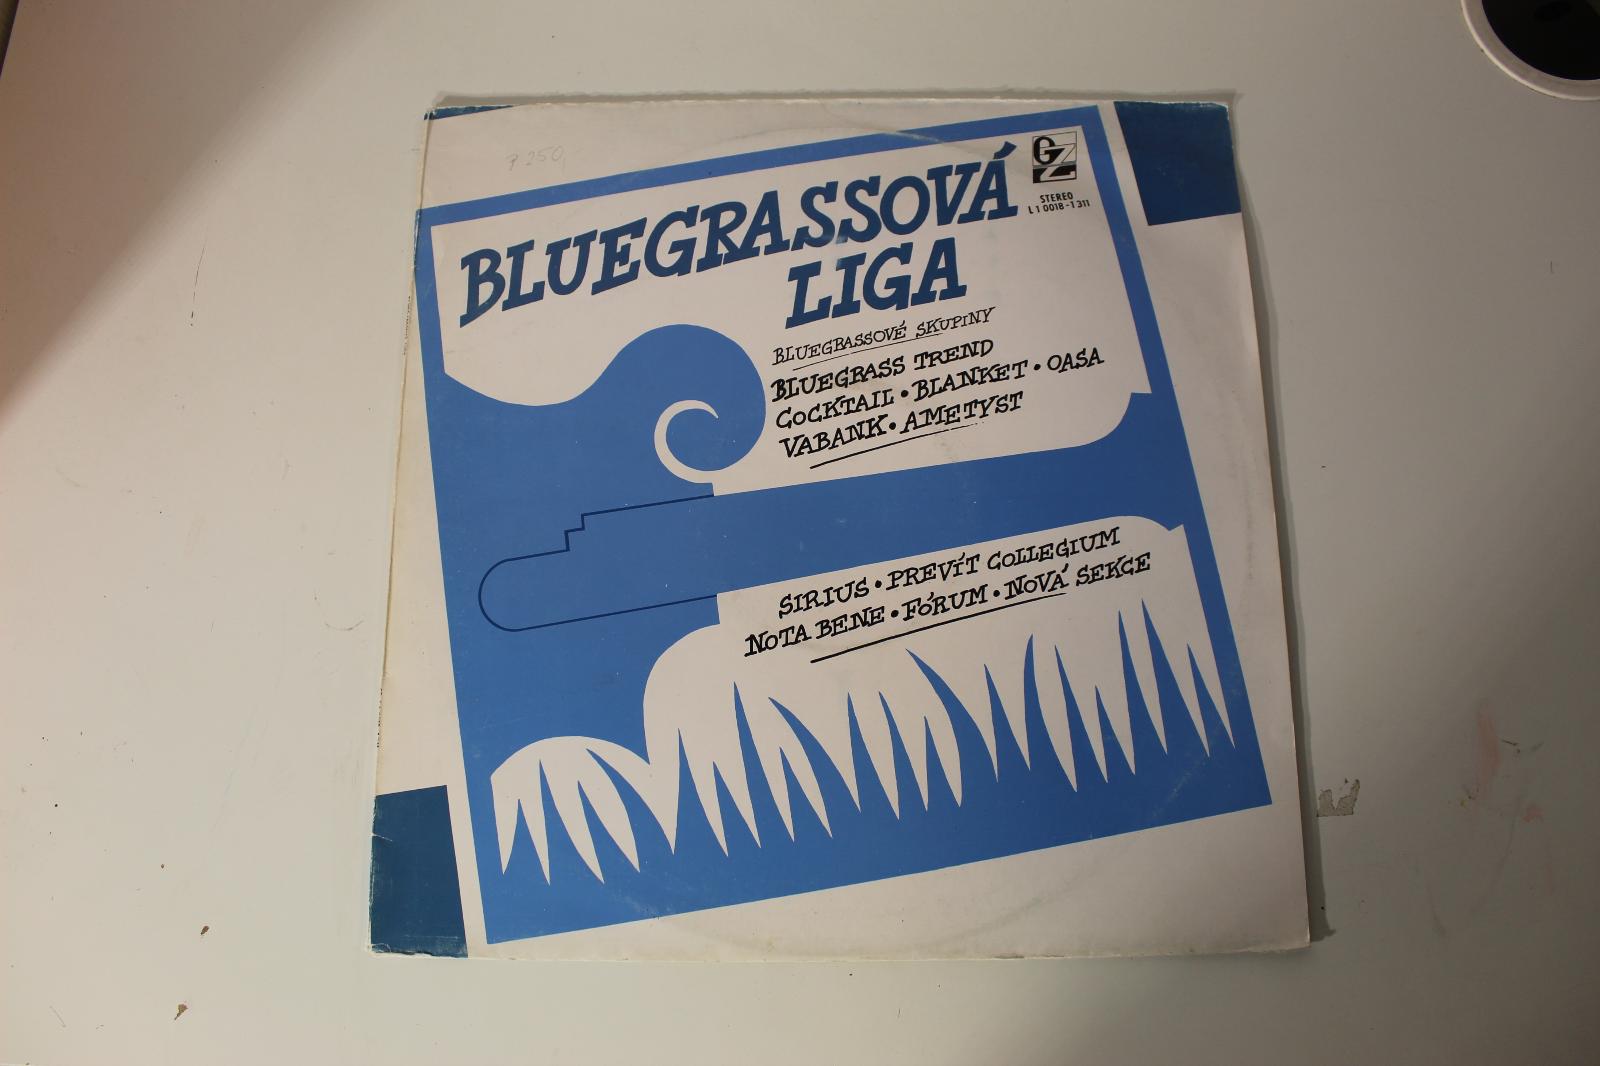 BLUEGRASSOVÁ
LIGA
GZ
STEREO
L 1 0018-1 311
BLUEGRASSOVÉ SKUPINY
BLUEGRASS TREND
COCKTAIL • BLANKET • OASA
VABANK • AMETYST
SIRIUS • PREVÍT COLLEGIUM
NOTA BENE • FÓRUM • NOVÁ SEKCE
250,